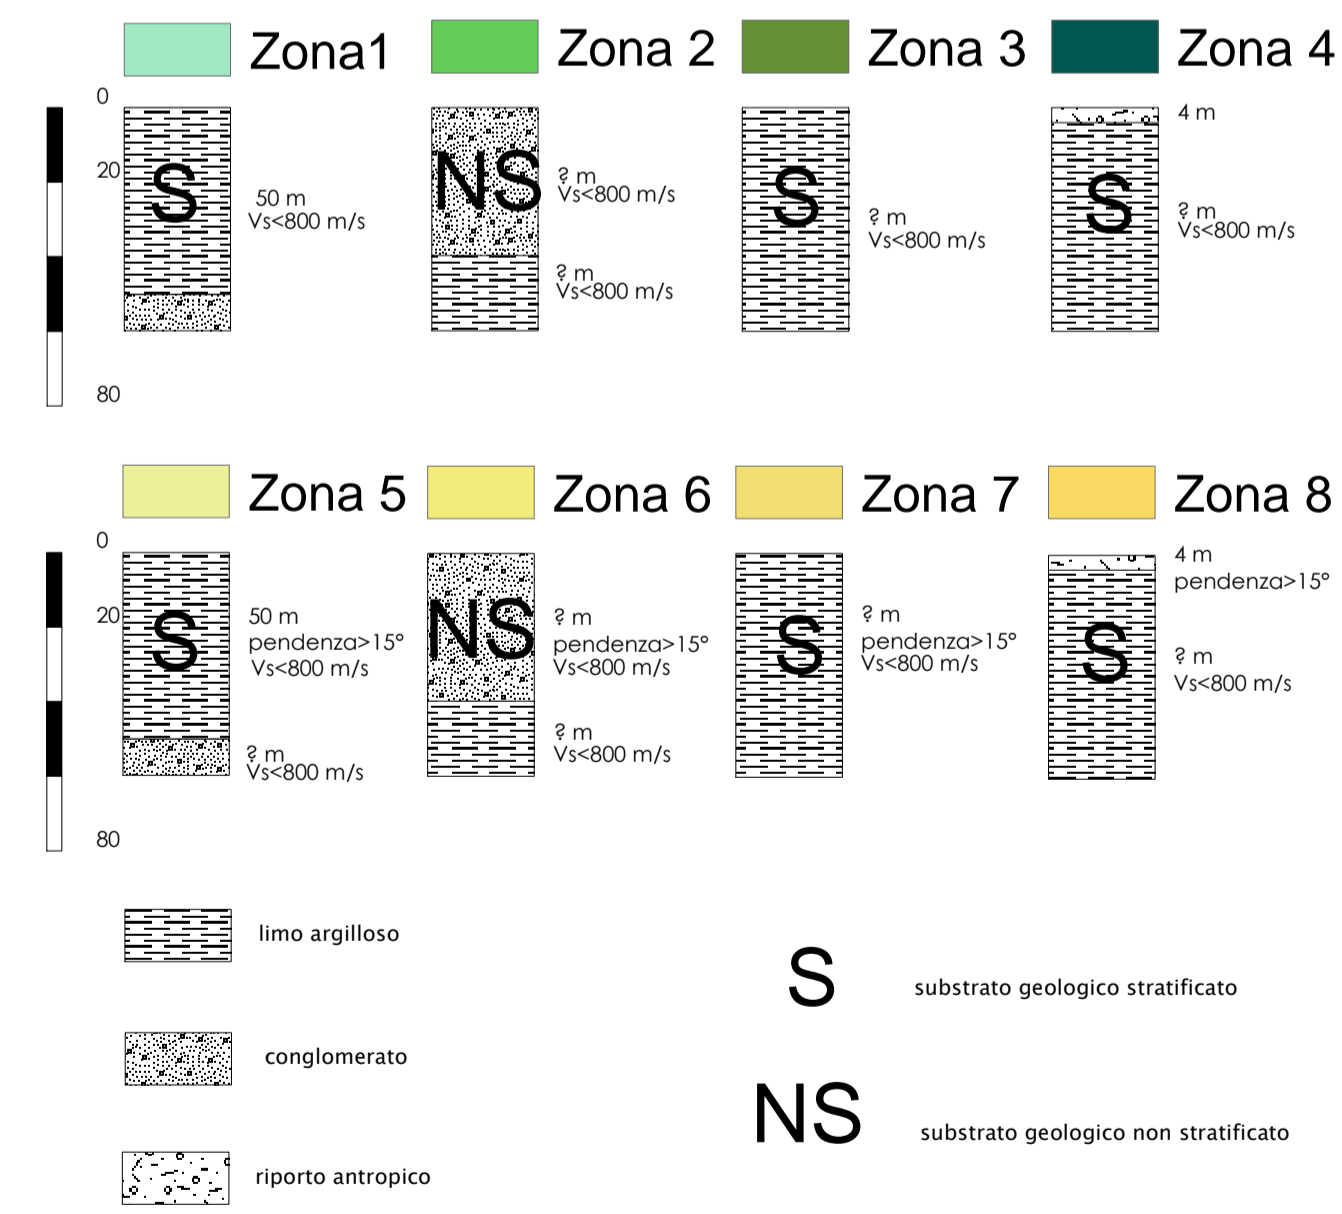 Zona1
Zona 2
Zona 3
Zona 4
0
20
80
S
50 m
Vs<800 m/s
NS
? m
Vs<800 m/s
? m
Vs<800 m/s
S
? m
Vs<800 m/s
4 m
S
? m
Vs<800 m/s
Zona 5
Zona 6
Zona 7
Zona 8
0
20
80
S
50 m
pendenza>15°
Vs<800 m/s
? m
Vs<800 m/s
NS
? m
pendenza>15°
Vs<800 m/s
? m
Vs<800 m/s
S
? m
pendenza>15°
Vs<800 m/s
4 m
pendenza>15°
S
? m
Vs<800 m/s
limo argilloso
conglomerato
riporto antropico
S
substrato geologico stratificato
NS
substrato geologico non stratificato